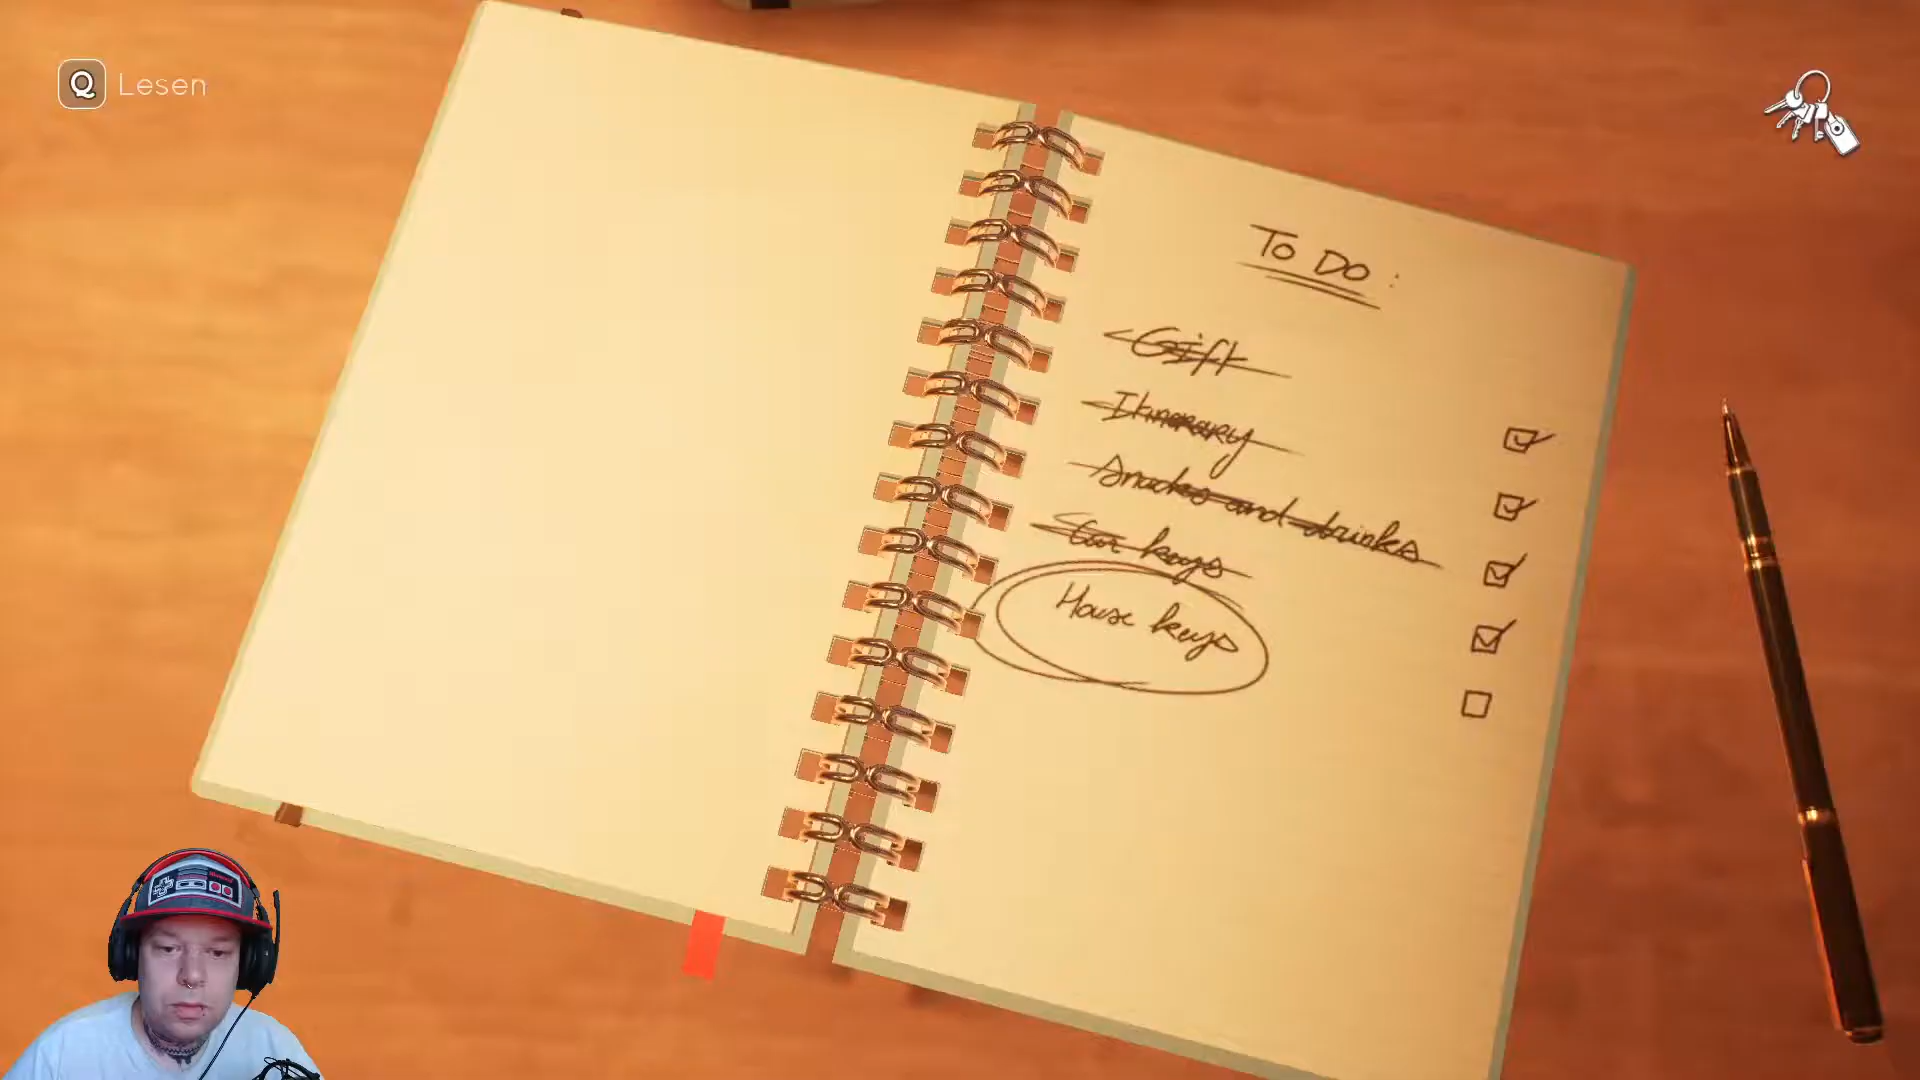 Q Lesen
To Do :
Gift
Itinerary
Snacks and drinks
Car keys
House keys